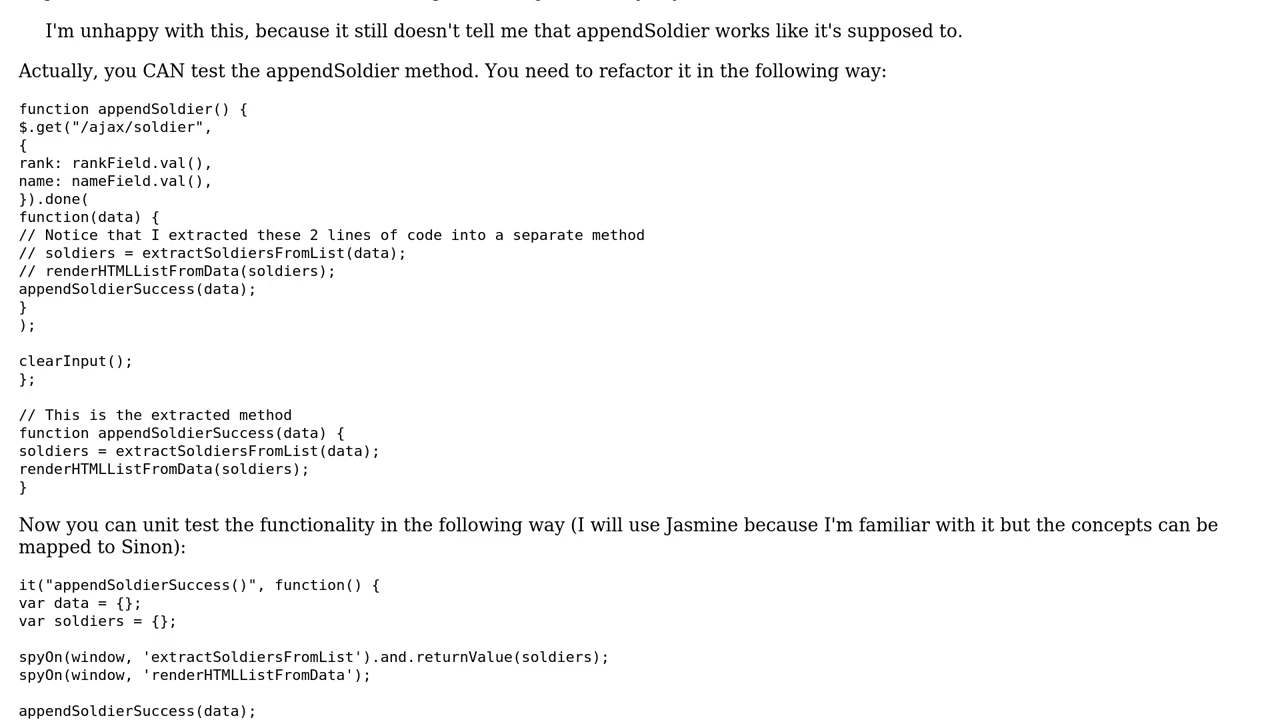 I'm unhappy with this, because it still doesn't tell me that appendSoldier works like it's supposed to.
Actually, you CAN test the appendSoldier method. You need to refactor it in the following way:
function appendSoldier() {
$.get("/ajax/soldier",
{
rank: rankField.val(),
name: nameField.val(),
}).done(
function(data) {
// Notice that I extracted these 2 lines of code into a separate method
// soldiers = extractSoldiersFromList(data);
// renderHTMLListFromData(soldiers);
appendSoldierSuccess(data);
}
);
clearInput();
};
// This is the extracted method
function appendSoldierSuccess(data) {
soldiers = extractSoldiersFromList(data);
renderHTMLListFromData(soldiers);
}
Now you can unit test the functionality in the following way (I will use Jasmine because I'm familiar with it but the concepts can be
mapped to Sinon):
it("appendSoldierSuccess()", function() {
var data = {};
var soldiers = {};
spyOn(window, 'extractSoldiersFromList').and.returnValue(soldiers);
spyOn(window, 'renderHTMLListFromData');
appendSoldierSuccess(data);